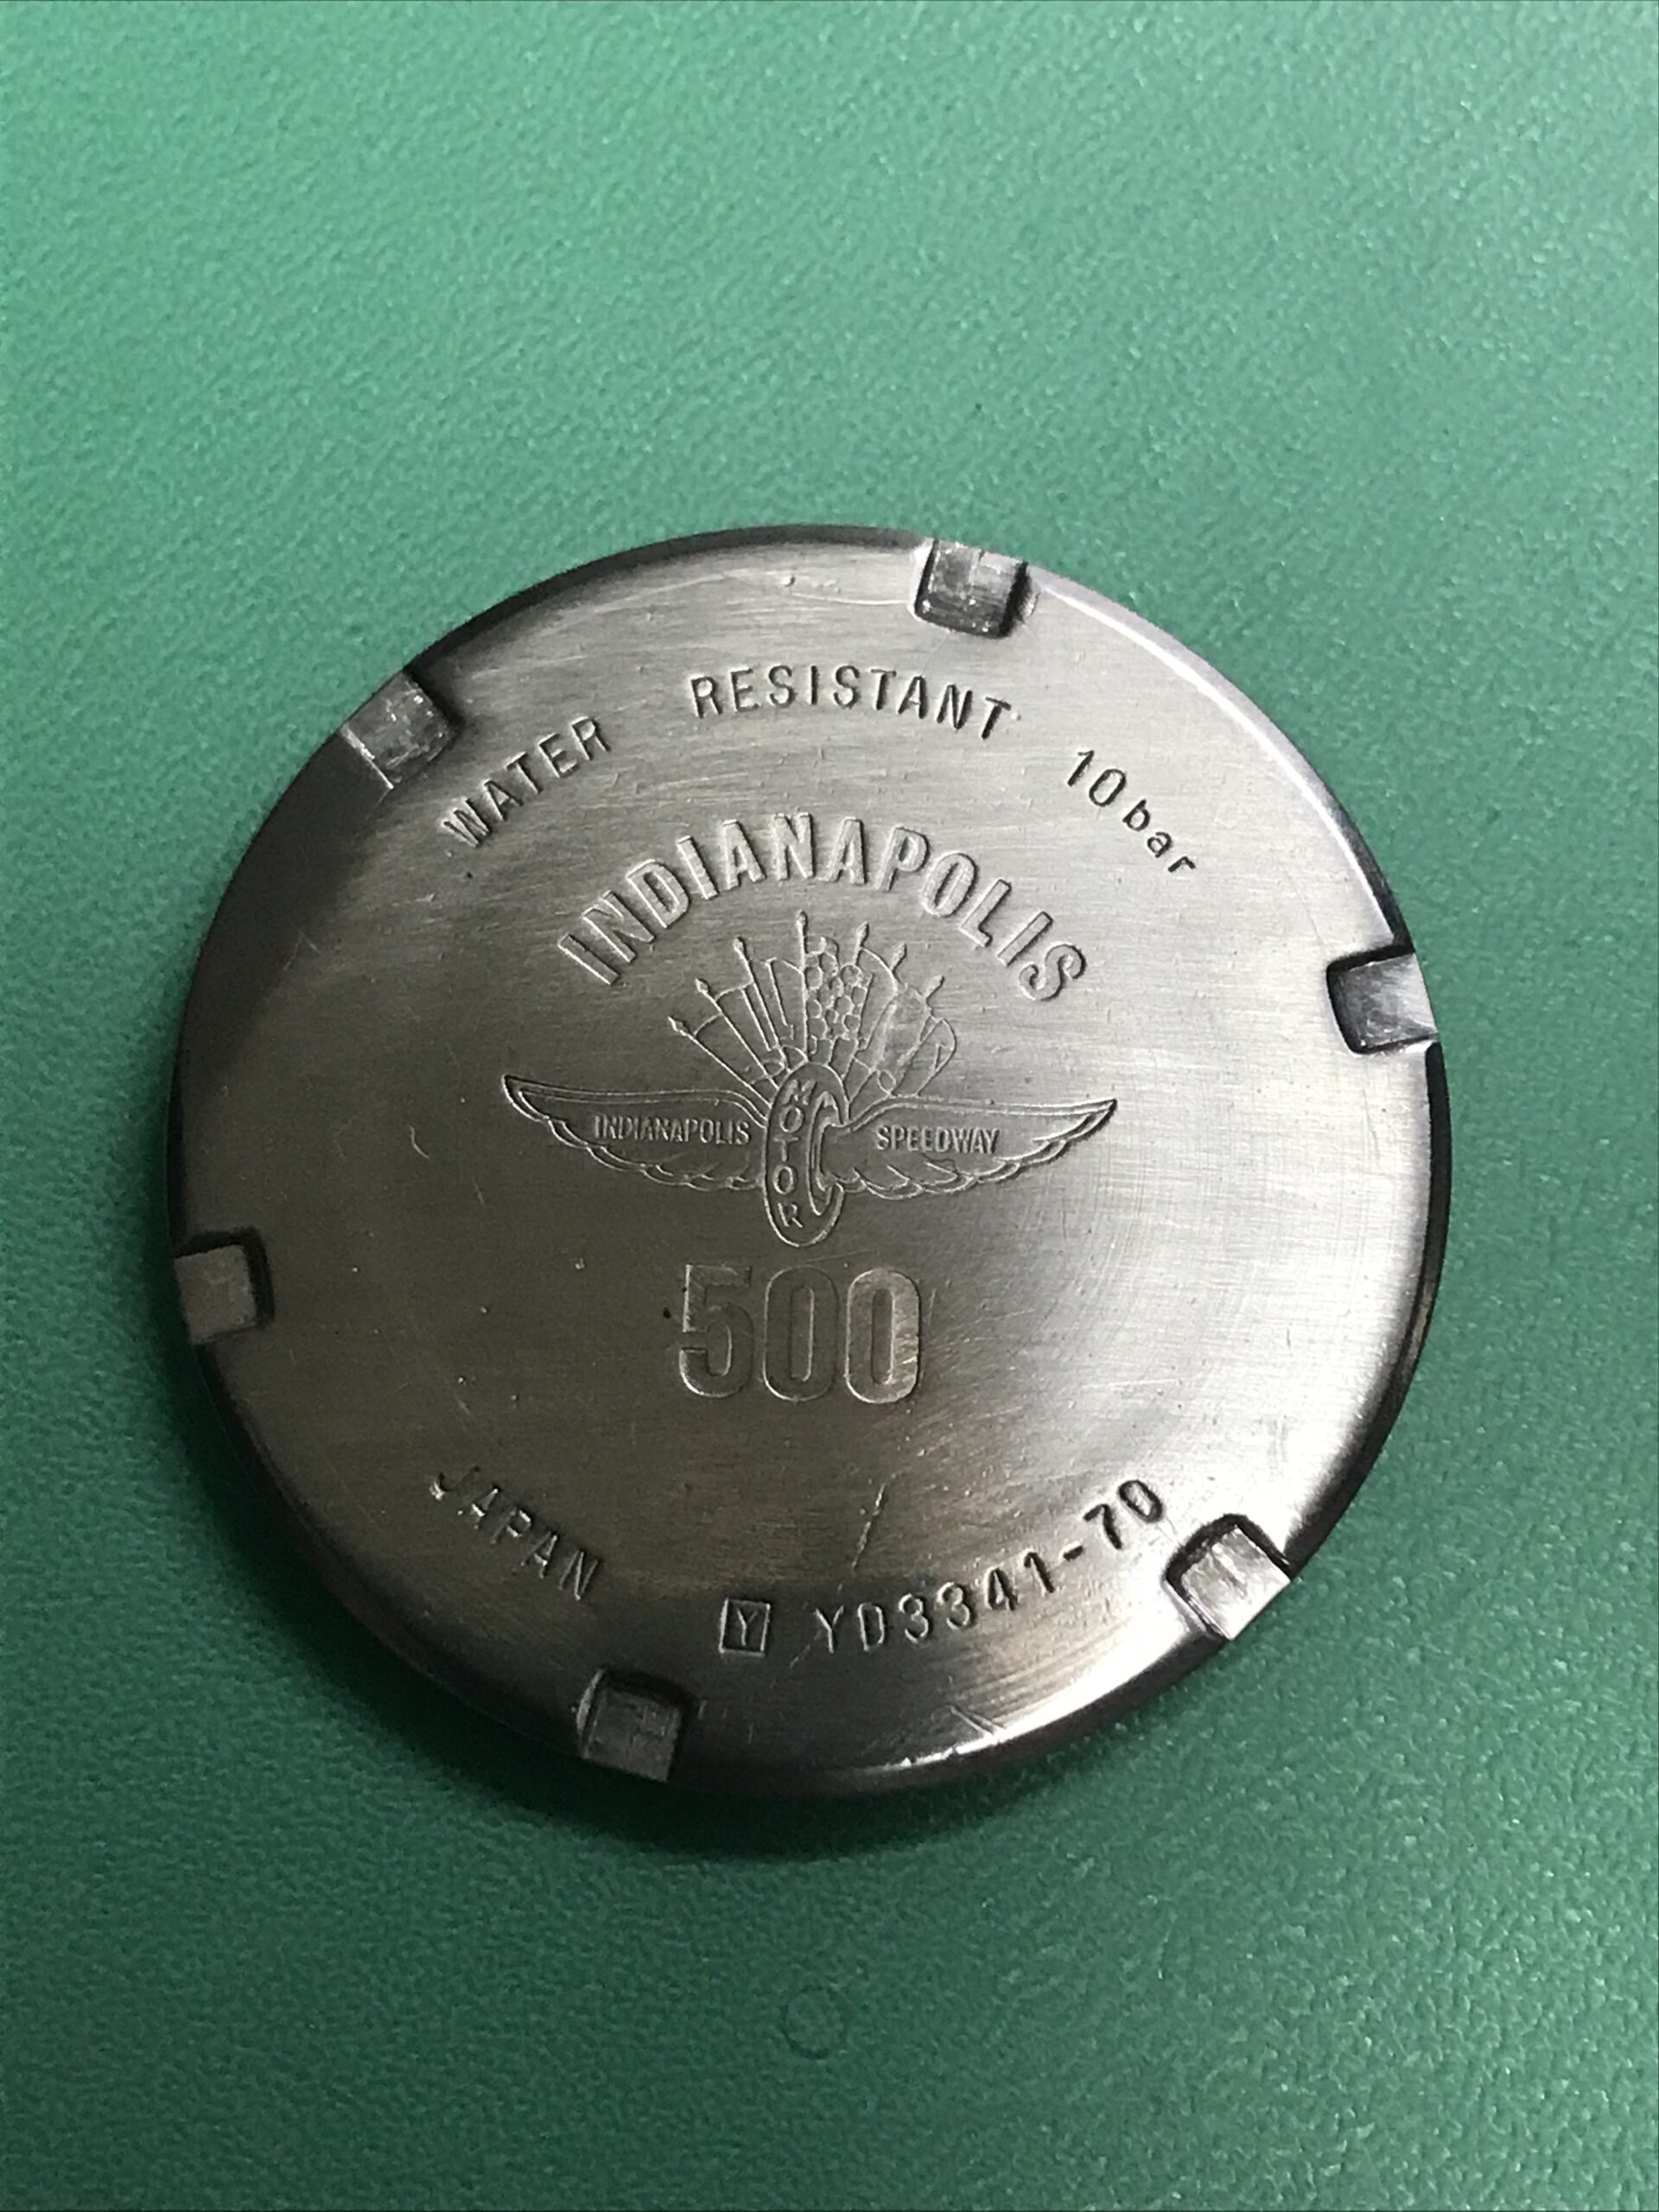 WATER RESISTANT 10bar
INDIANAPOLIS
INDIANAPOLIS MOTOR SPEEDWAY
500
JAPAN Y YD3341-70